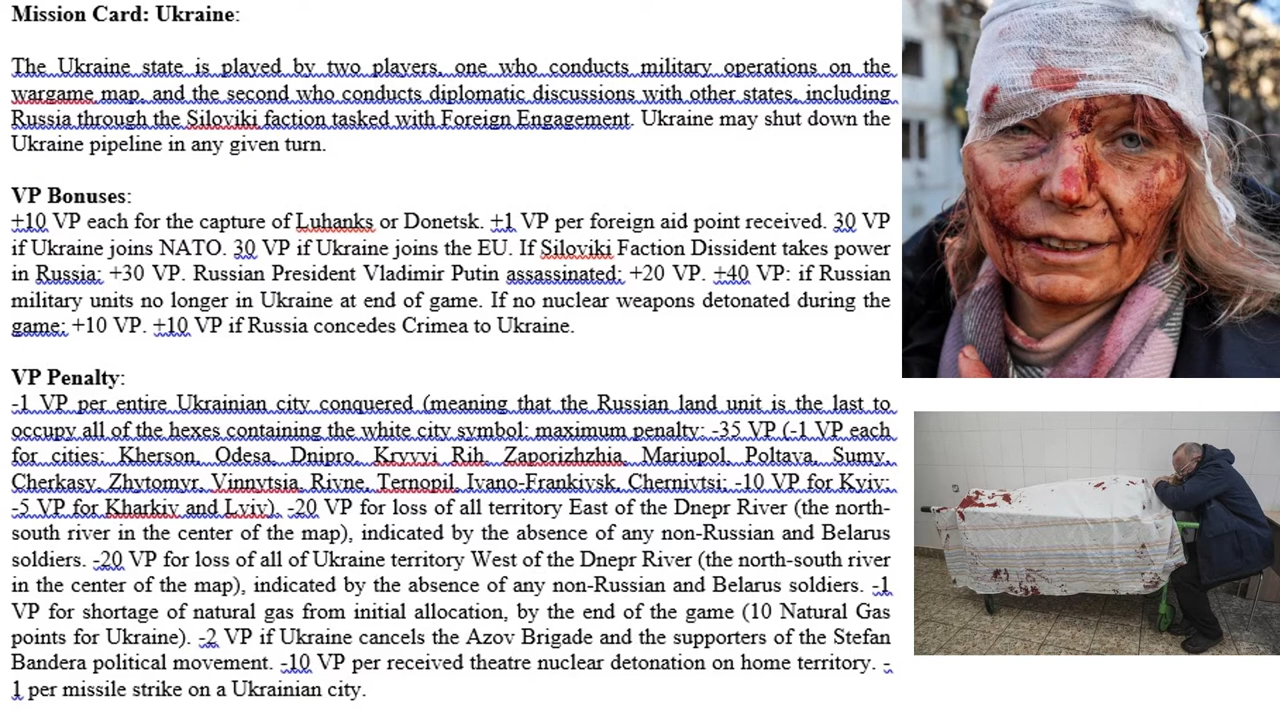 Mission Card: Ukraine:
The Ukraine state is played by two players, one who conducts military operations on the
wargame map, and the second who conducts diplomatic discussions with other states, including
Russia through the Siloviki faction tasked with Foreign Engagement. Ukraine may shut down the
Ukraine pipeline in any given turn.
VP Bonuses:
+10 VP each for the capture of Luhanks or Donetsk. +1 VP per foreign aid point received. 30 VP
if Ukraine joins NATO. 30 VP if Ukraine joins the EU. If Siloviki Faction Dissident takes power
in Russia: +30 VP. Russian President Vladimir Putin assassinated: +20 VP. +40 VP: if Russian
military units no longer in Ukraine at end of game. If no nuclear weapons detonated during the
game: +10 VP. +10 VP if Russia concedes Crimea to Ukraine.
VP Penalty:
-1 VP per entire Ukrainian city conquered (meaning that the Russian land unit is the last to
occupy all of the hexes containing the white city symbol: maximum penalty: -35 VP (-1 VP each
for cities: Kherson, Odesa, Dnipro, Kryvyi Rih, Zaporizhzhia, Mariupol, Poltava, Sumy,
Cherkasy, Zhytomyr, Vinnytsia, Rivne, Ternopil, Ivano-Frankivsk, Chernivtsi; -10 VP for Kyiv;
-5 VP for Kharkiv and Lviv). -20 VP for loss of all territory East of the Dnepr River (the north-
south river in the center of the map), indicated by the absence of any non-Russian and Belarus
soldiers. -20 VP for loss of all of Ukraine territory West of the Dnepr River (the north-south river
in the center of the map), indicated by the absence of any non-Russian and Belarus soldiers. -1
VP for shortage of natural gas from initial allocation, by the end of the game (10 Natural Gas
points for Ukraine). -2 VP if Ukraine cancels the Azov Brigade and the supporters of the Stefan
Bandera political movement. -10 VP per received theatre nuclear detonation on home territory. -
1 per missile strike on a Ukrainian city.